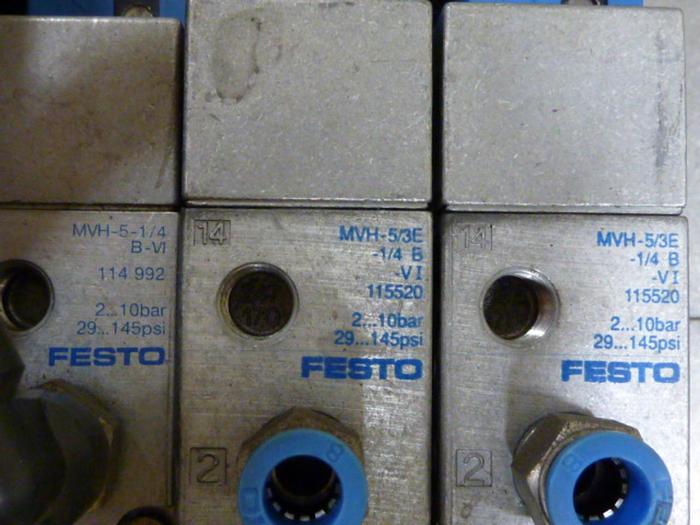 MVH-5-1/4
B-VI
114 992
2...10bar
29...145psi
FESTO
14
MVH-5/3E
-1/4 B
-VI
115520
2...10bar
29...145psi
FESTO
2
14
MVH-5/3E
-1/4 B
-VI
115520
2...10bar
29...145psi
FESTO
2